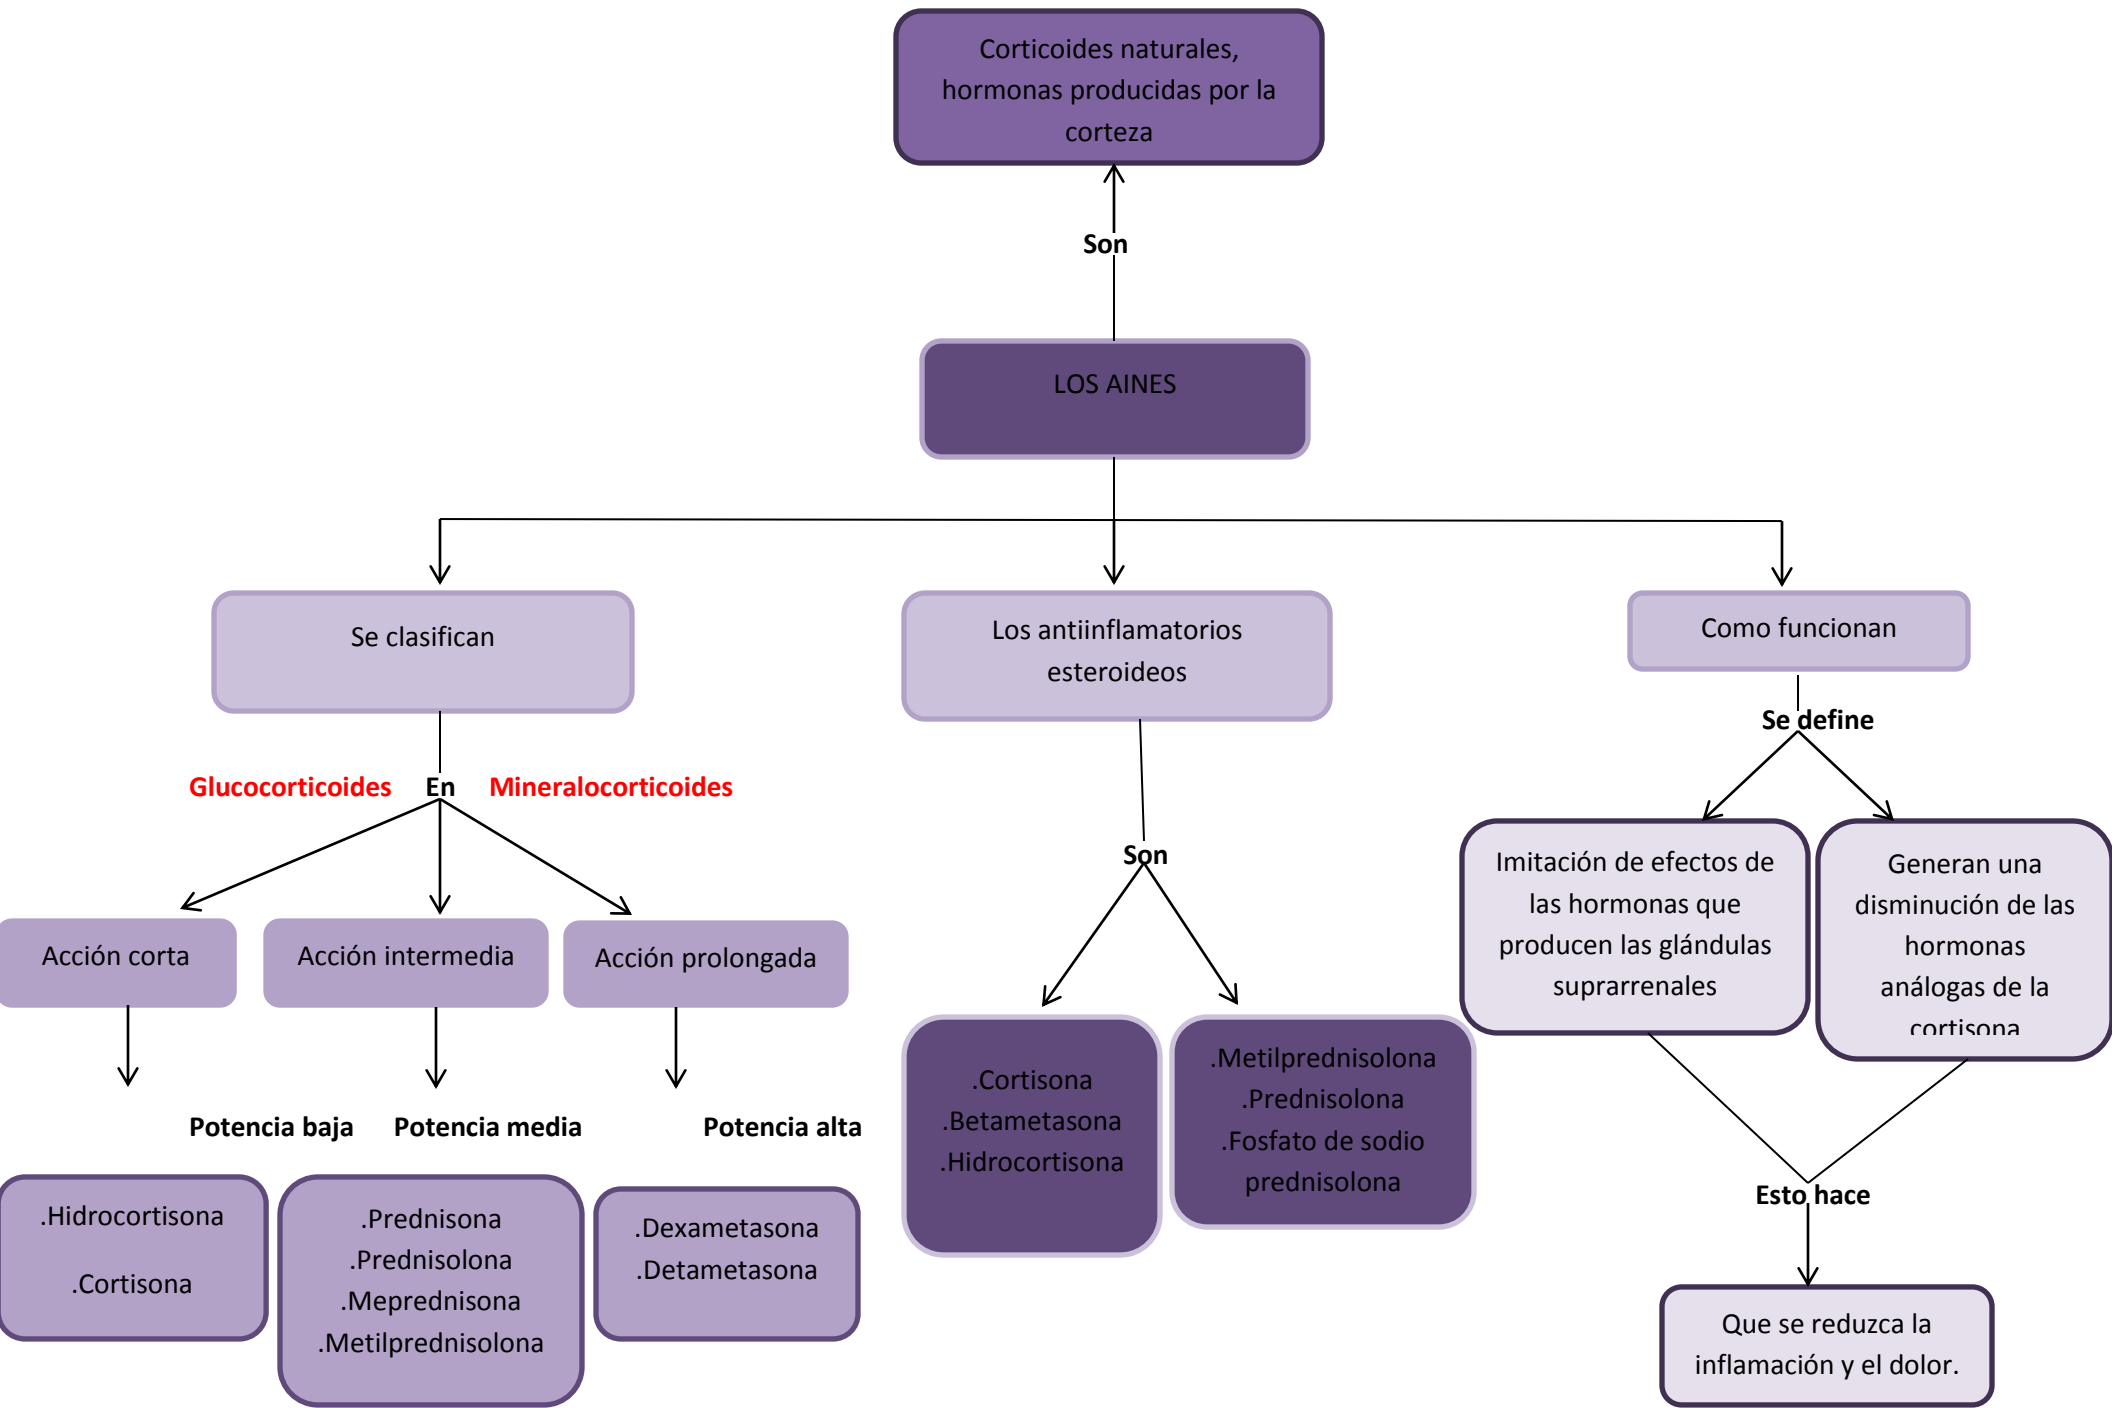 Corticoides naturales,
hormonas producidas por la
corteza
Son
LOS AINES
Se clasifican
Los antiinflamatorios
esteroideos
Como funcionan
Se define
Glucocorticoides En Mineralocorticoides
Son
Acción corta
Acción intermedia
Acción prolongada
Imitación de efectos de
las hormonas que
producen las glándulas
suprarrenales
Generan una
disminución de las
hormonas
análogas de la
cortisona
.Cortisona
.Betametasona
.Hidrocortisona
.Metilprednisolona
.Prednisolona
.Fosfato de sodio
prednisolona
Potencia baja Potencia media Potencia alta
Esto hace
.Hidrocortisona
.Cortisona
.Prednisona
.Prednisolona
.Meprednisona
.Metilprednisolona
.Dexametasona
.Detametasona
Que se reduzca la
inflamación y el dolor.